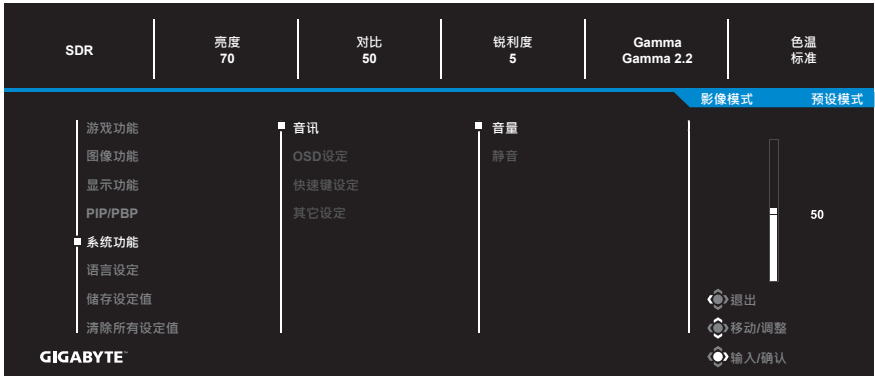 SDR
亮度
70
对比
50
锐利度
5
Gamma
Gamma 2.2
色温
标准
影像模式
预设模式
游戏功能
图像功能
显示功能
PIP/PBP
系统功能
语言设定
储存设定值
清除所有设定值
音讯
OSD设定
快速键设定
其它设定
音量
静音
50
退出
移动/调整
输入/确认
GIGABYTE™